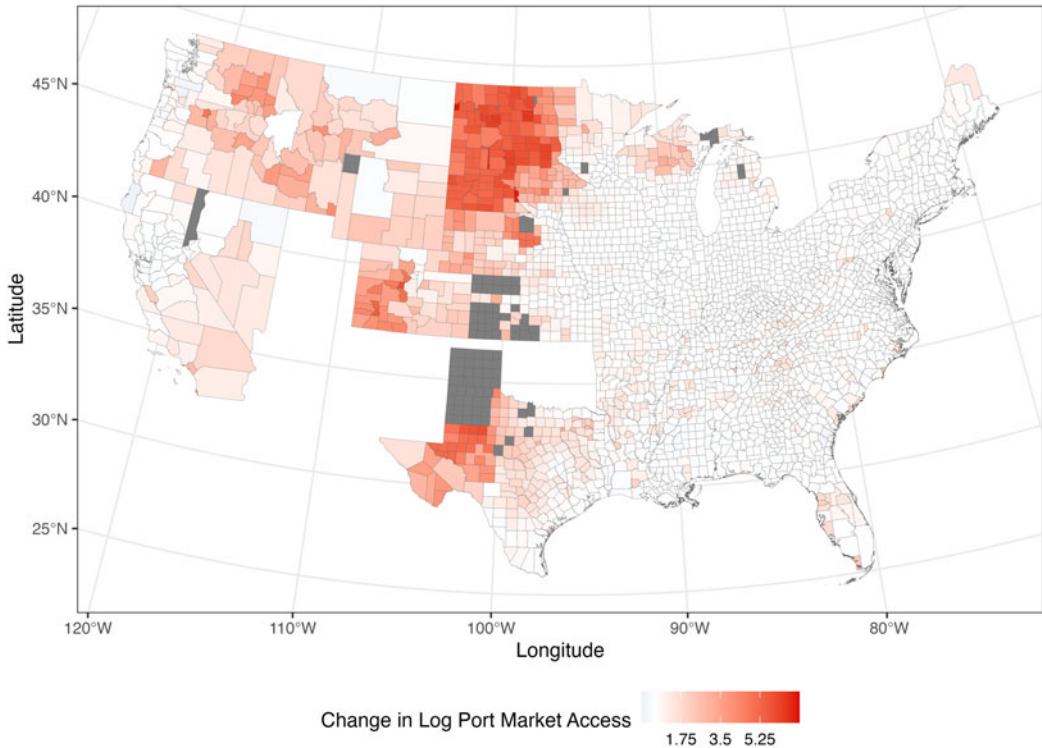 45°N
40°N
35°N
30°N
25°N
Latitude
120°W 110°W 100°W 90°W 80°W
Longitude
Change in Log Port Market Access
1.75 3.5 5.25